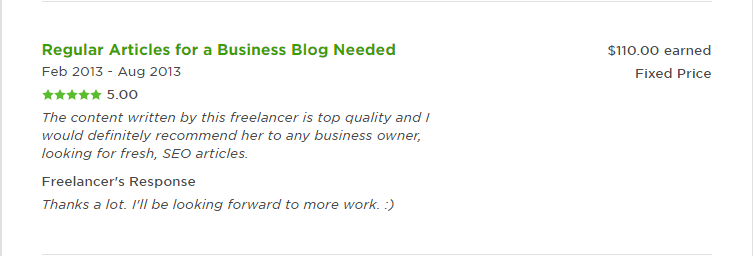 Regular Articles for a Business Blog Needed
$110.00 earned
Feb 2013 - Aug 2013
Fixed Price
5.00
The content written by this freelancer is top quality and I
would definitely recommend her to any business owner,
looking for fresh, SEO articles.
Freelancer's Response
Thanks a lot. I'll be looking forward to more work. :)